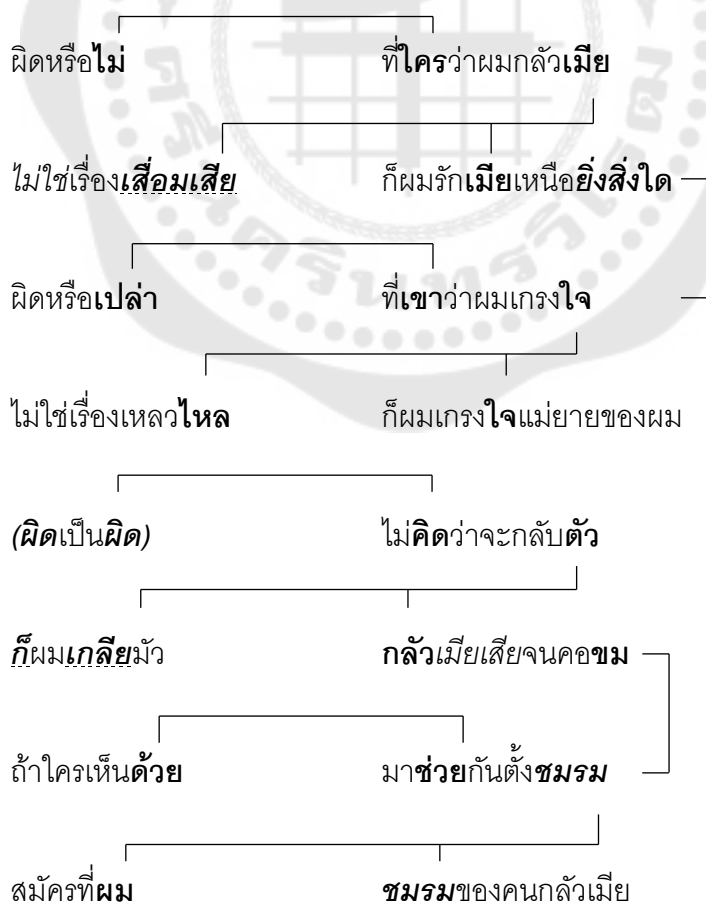 ผิดหรือไม่ ที่ใครว่าผมกลัวเมีย
ไม่ใช่เรื่องเสื่อมเสีย ก็ผมรักเมียเหนือยิ่งสิ่งใด
ผิดหรือเปล่า ที่เขาว่าผมเกรงใจ
ไม่ใช่เรื่องเหลวไหล ก็ผมเกรงใจแม่ยายของผม
(ผิดเป็นผิด) ไม่คิดว่าจะกลับตัว
ก็ผมเกลียมัว กลัวเมียเสียจนคอขม
ถ้าใครเห็นด้วย มาช่วยกันตั้งชมรม
สมัครที่ผม ชมรมของคนกลัวเมีย